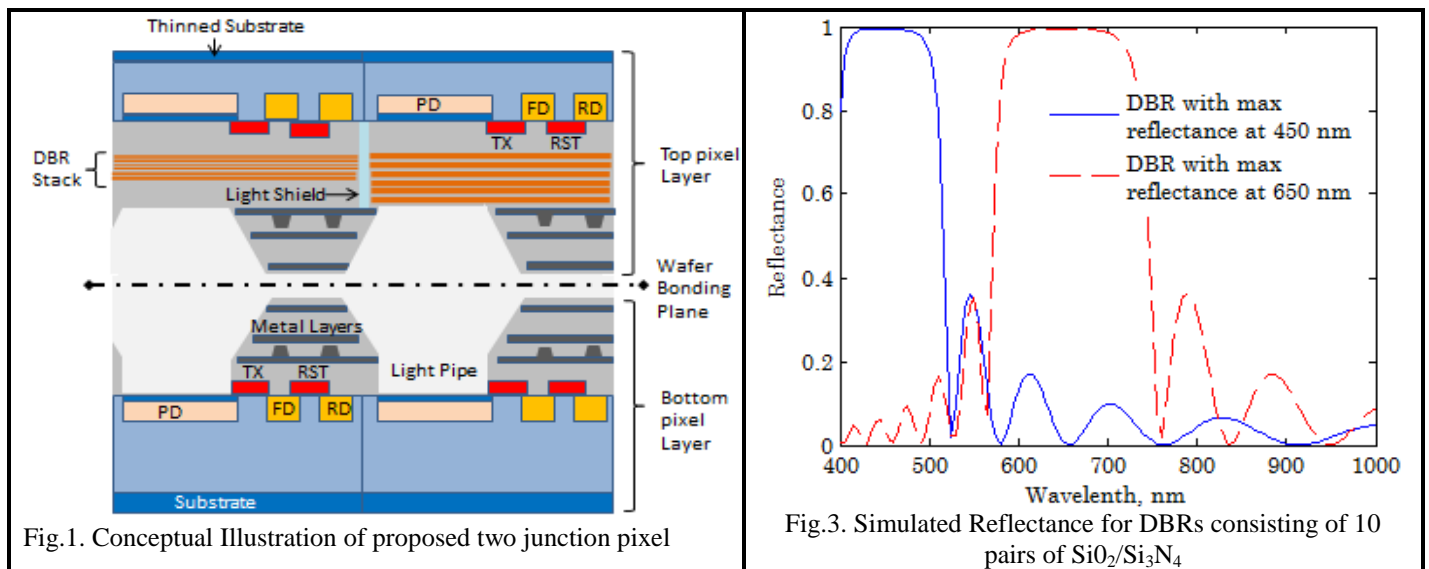 Thinned Substrate
PD
FD
RD
TX
RST
DBR
Stack
Light Shield
Top pixel
Layer
Wafer
Bonding
Plane
Metal Layers
TX
RST
Light Pipe
PD
FD
RD
Bottom
pixel
Layer
Substrate
Fig.1. Conceptual Illustration of proposed two junction pixel
1
0.8
0.6
0.4
0.2
0
Reflectance
DBR with max
reflectance at 450 nm
DBR with max
reflectance at 650 nm
400 500 600 700 800 900 1000
Wavelenth, nm
Fig.3. Simulated Reflectance for DBRs consisting of 10
pairs of Si0₂/Si₃N₄